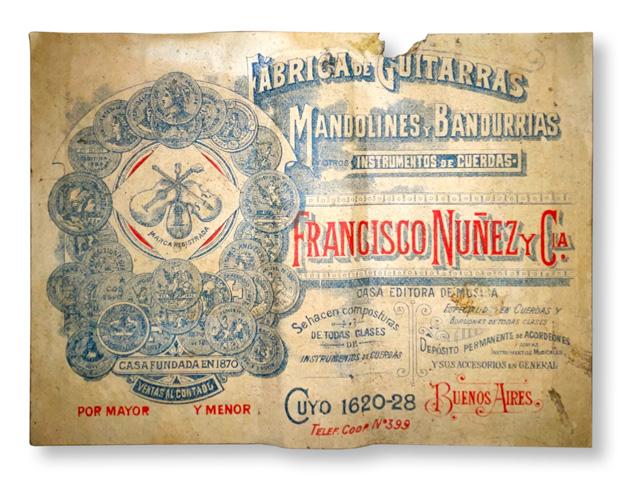 FÁBRICA DE GUITARRAS
MANDOLINES Y BANDURRIAS
Y OTROS INSTRUMENTOS DE CUERDAS.
MARCA REGISTRADA
FRANCISCO NUÑEZ Y CIA.
CASA EDITORA DE MUSICA
Se hacen composturas
DE TODAS CLASES
DE
INSTRUMENTOS DE CUERDAS
EN CUERDAS Y
BORDONES DE TODAS CLASES
DEPÓSITO PERMANENTE DE ACORDEONES
INSTRUMENTOS MUSICALES
Y SUS ACCESORIOS EN GENERAL
CASA FUNDADA EN 1870
VENTAS AL CONTADO
POR MAYOR Y MENOR
CUYO 1620-28 BUENOS AIRES.
TELEF. COOP. Nº 399